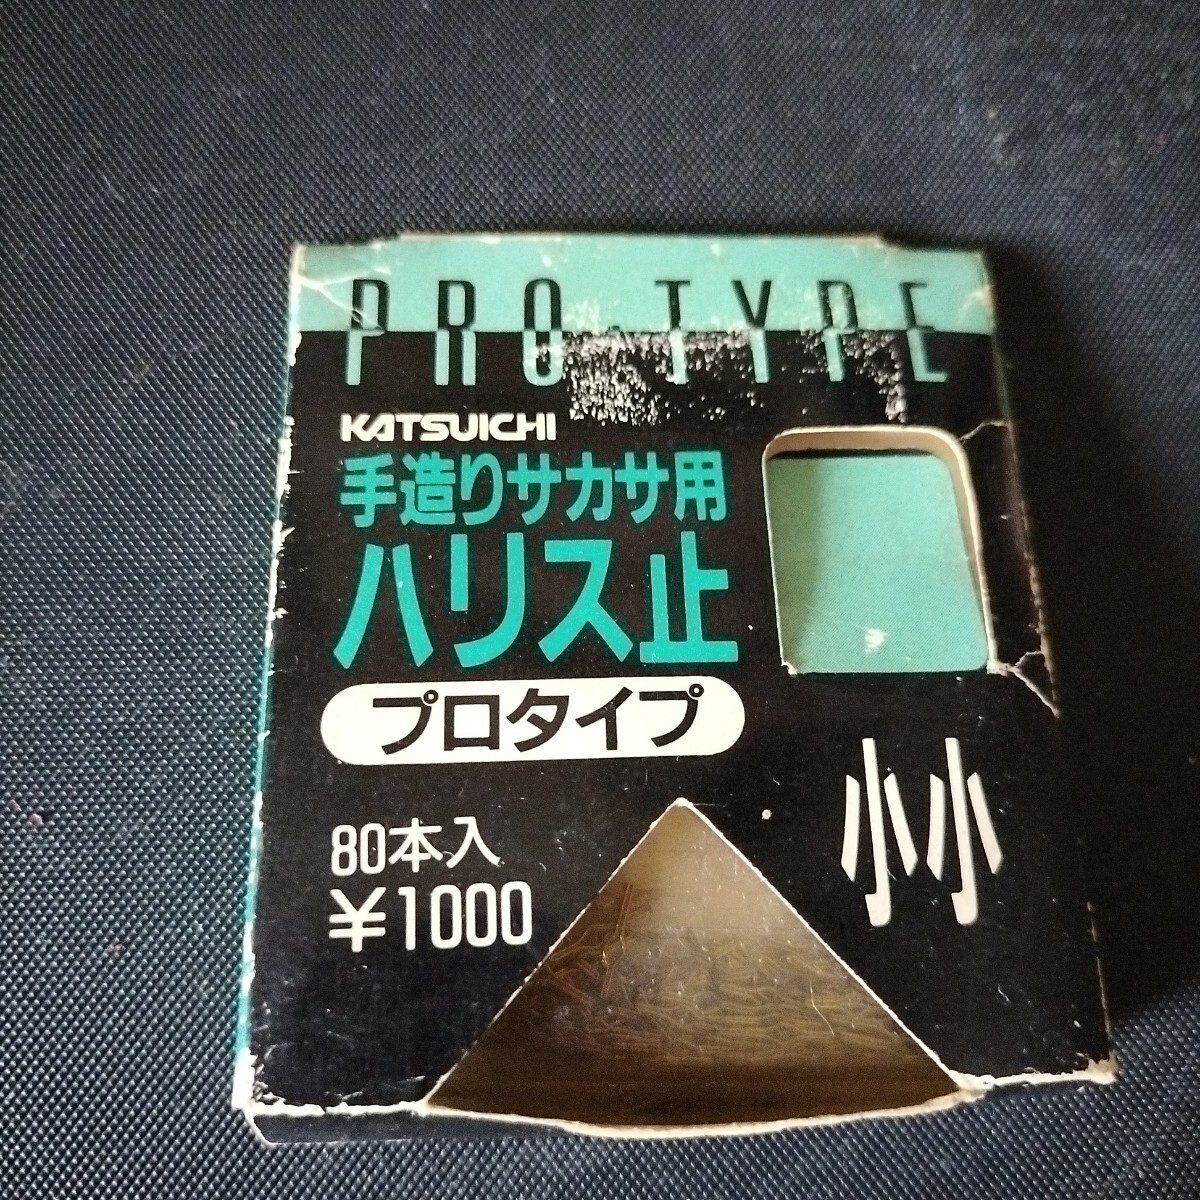 PRO-TYPE
KATSUICHI
手造りサカサ用
ハリス止
プロタイプ
小小
80本入
¥1000